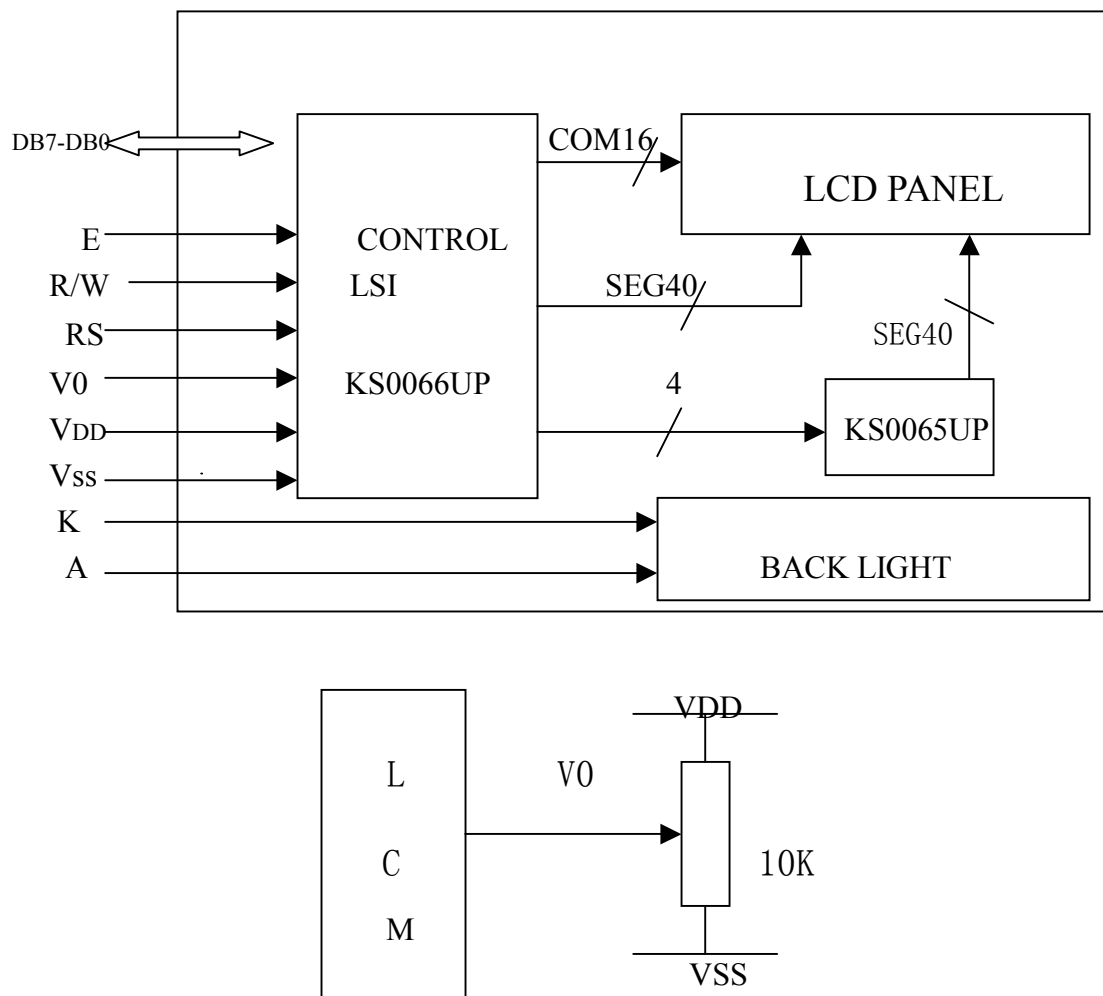 DB7-DB0
COM16
LCD PANEL
E
CONTROL
R/W
LSI
SEG40
RS
SEG40
V0
KS0066UP
4
VDD
KS0065UP
Vss
K
A
BACK LIGHT
VDD
L
V0
C
10K
M
VSS